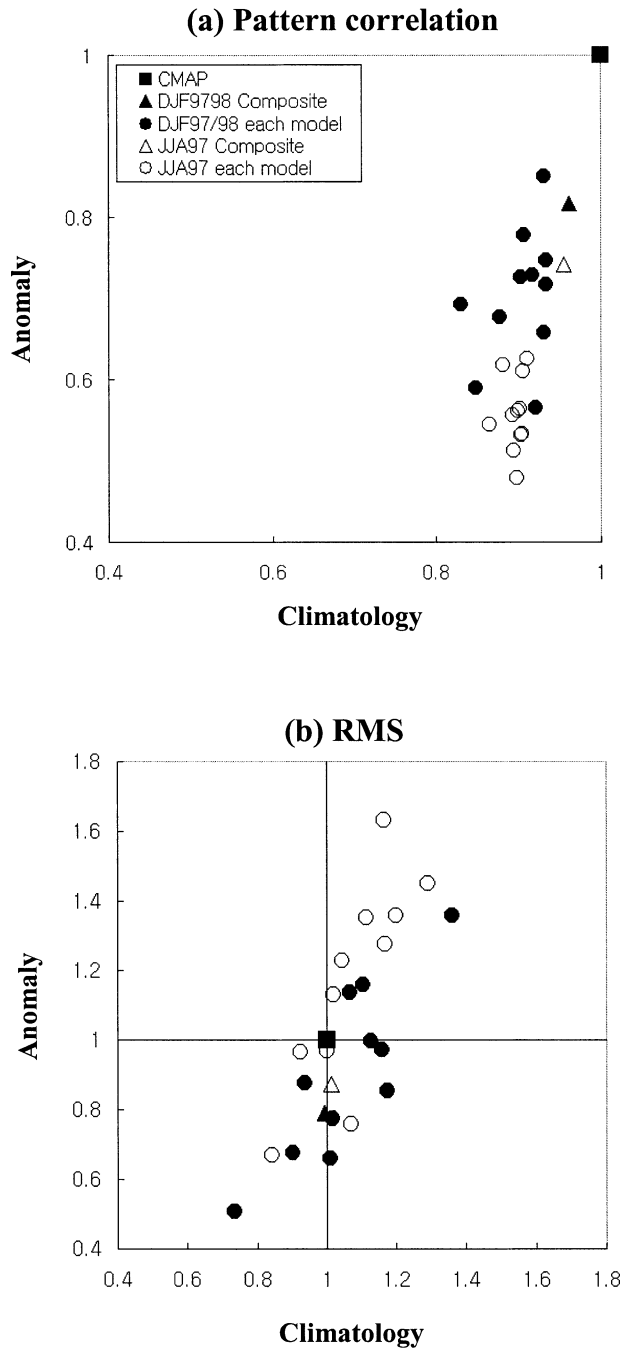 (a) Pattern correlation
1
CMAP
DJF9798 Composite
DJF97/98 each model
JJA97 Composite
JJA97 each model
0.8
Anomaly
0.6
0.4
0.4 0.6 0.8 1
Climatology
(b) RMS
1.8
1.6
1.4
1.2
Anomaly
1
0.8
0.6
0.4
0.4 0.6 0.8 1 1.2 1.4 1.6 1.8
Climatology